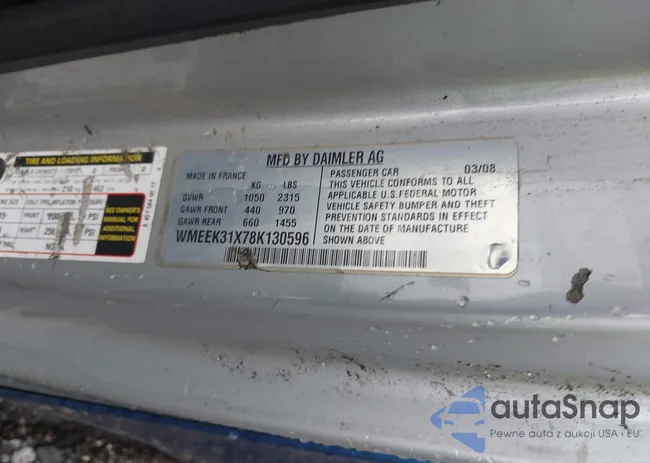 TIRE AND LOADING INFORMATION
SEE OWNER'S
MANUAL FOR
ADDITIONAL
INFORMATION
PSI
PSI
MFD BY DAIMLER AG
MADE IN FRANCE
KG LBS
GVWR 1050 2315
GAWR FRONT 440 970
GAWR REAR 660 1455
WMEEK31X78K130596
PASSENGER CAR 03/08
THIS VEHICLE CONFORMS TO ALL
APPLICABLE U.S.FEDERAL MOTOR
VEHICLE SAFETY BUMPER AND THEFT
PREVENTION STANDARDS IN EFFECT
ON THE DATE OF MANUFACTURE
SHOWN ABOVE
autoSnap
Pewne auta z aukcji USA - EU